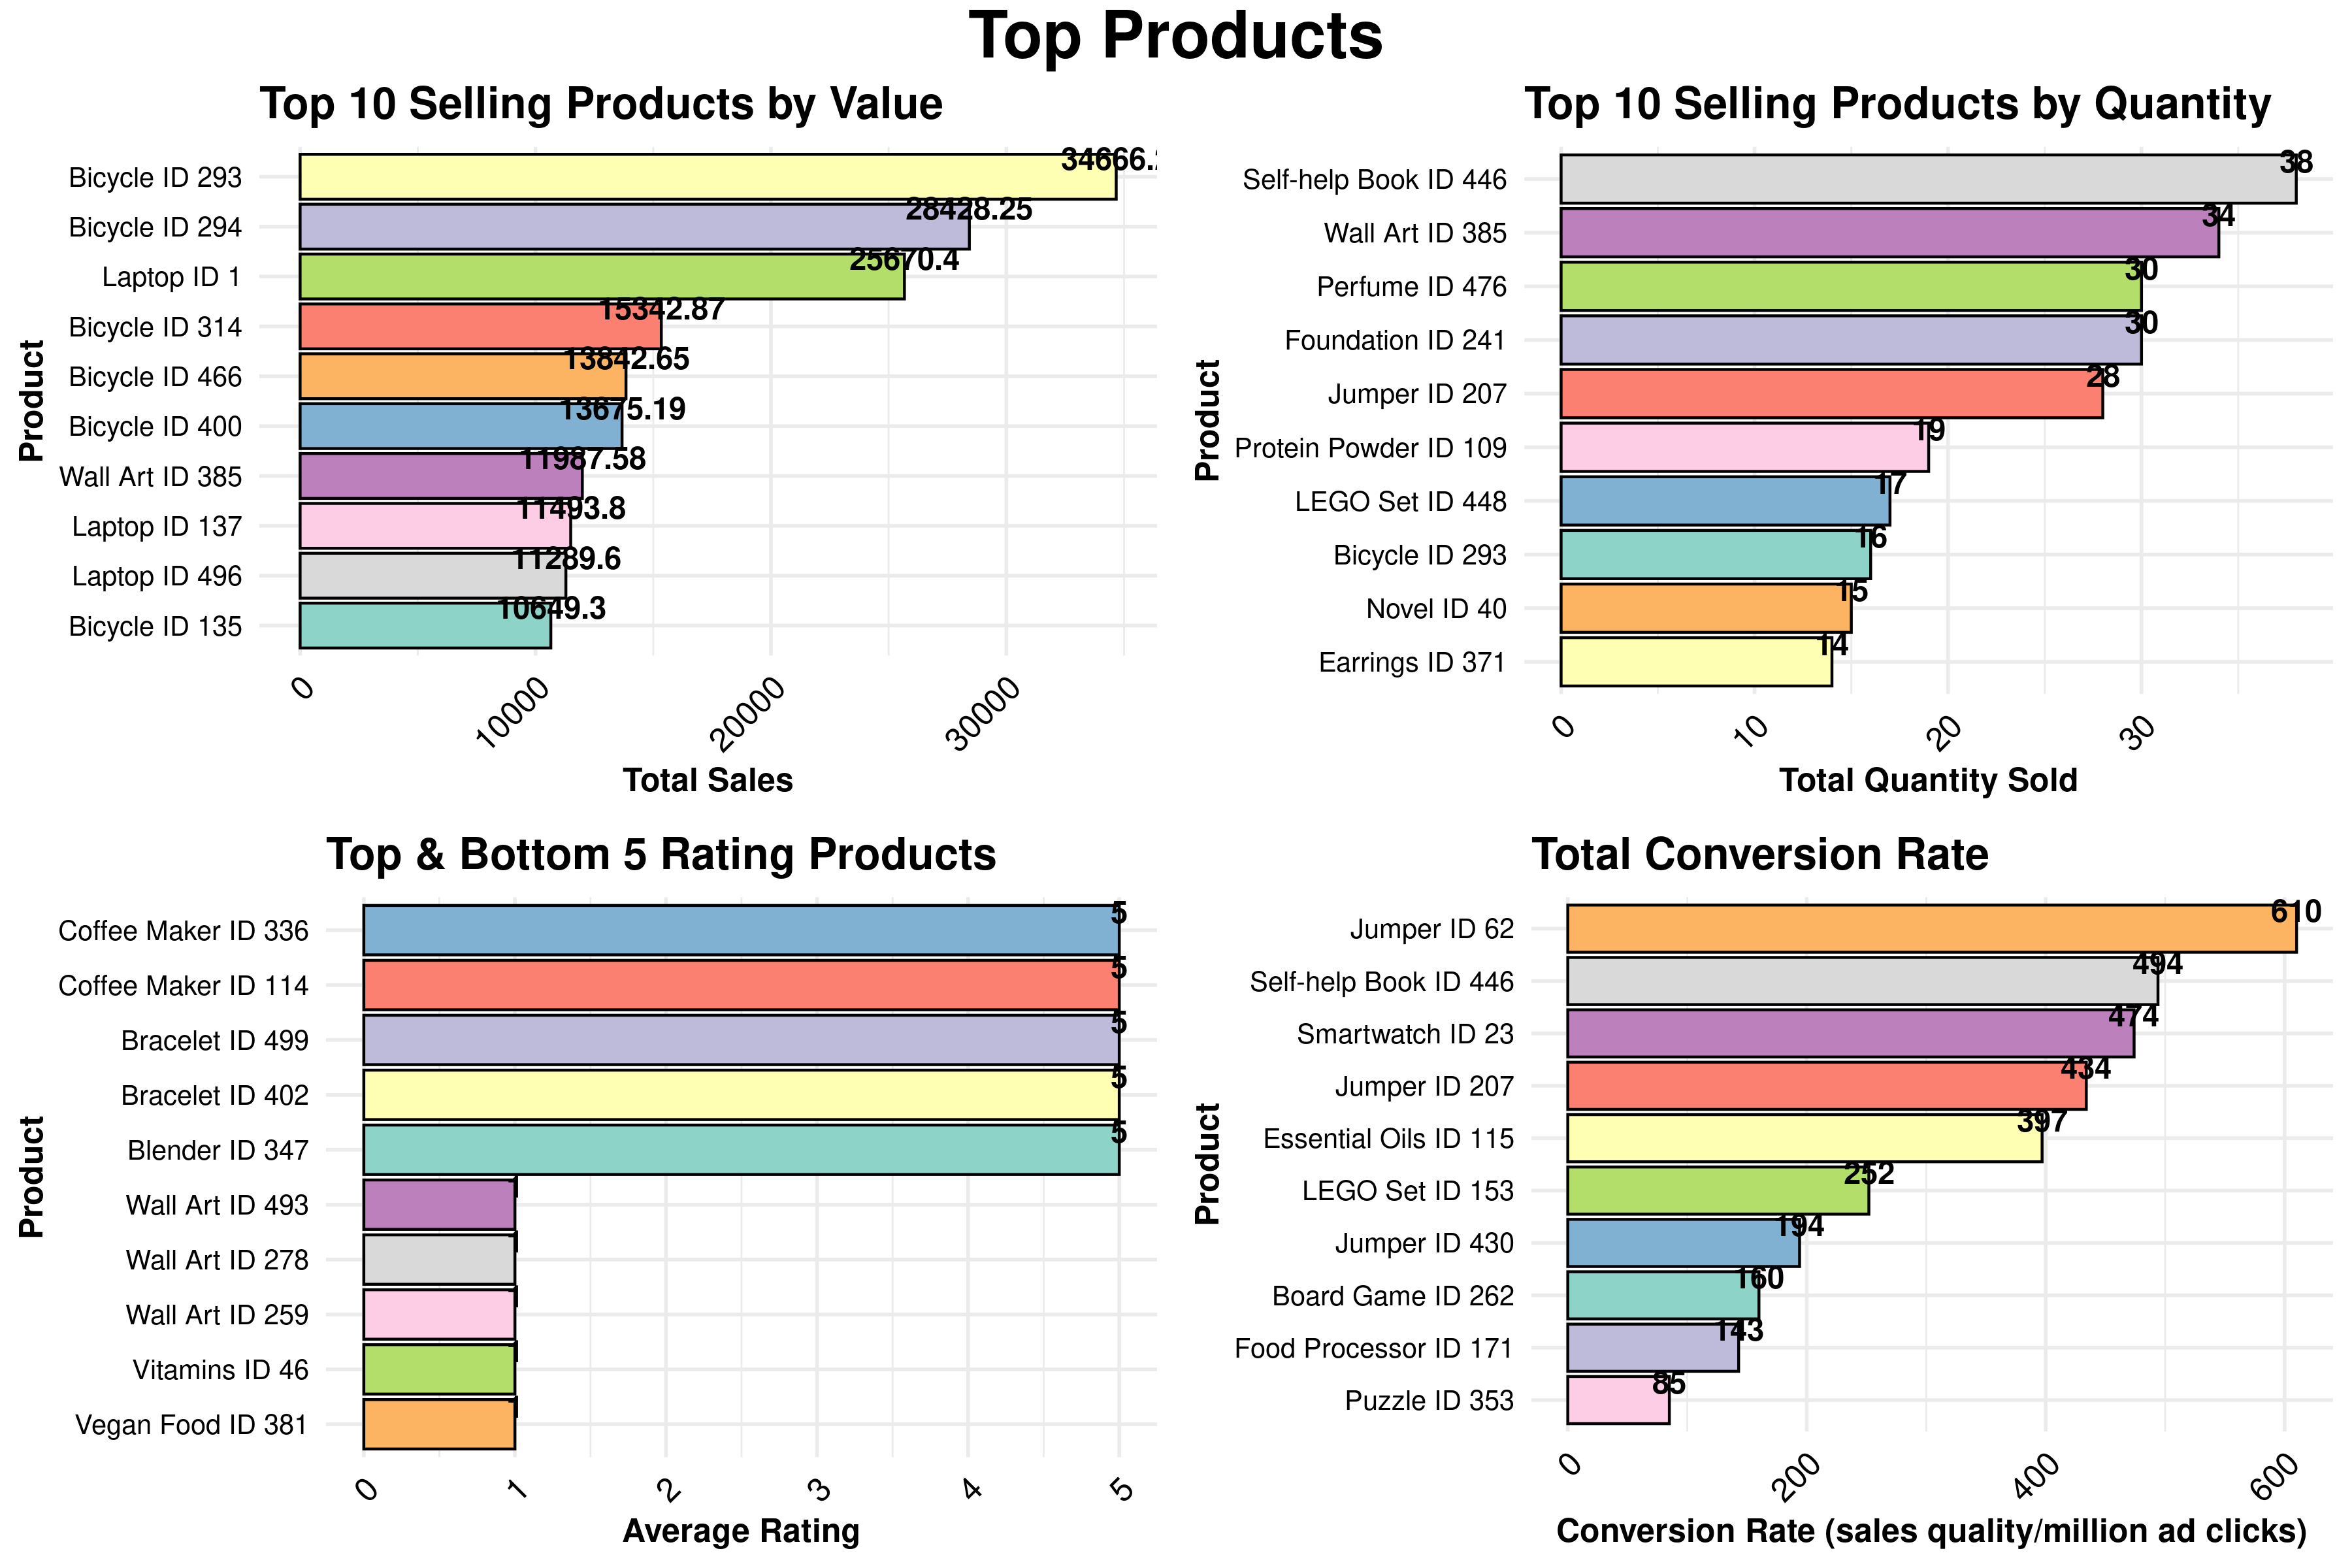 Top Products
Top 10 Selling Products by Value
Product
Bicycle ID 293
34666.
Bicycle ID 294
28428.25
Laptop ID 1
25670.4
Bicycle ID 314
15342.87
Bicycle ID 466
13842.65
Bicycle ID 400
13675.19
Wall Art ID 385
11987.58
Laptop ID 137
11493.8
Laptop ID 496
11289.6
Bicycle ID 135
10649.3
0 10000 20000 30000
Total Sales
Top 10 Selling Products by Quantity
Product
Self-help Book ID 446
38
Wall Art ID 385
34
Perfume ID 476
30
Foundation ID 241
30
Jumper ID 207
28
Protein Powder ID 109
19
LEGO Set ID 448
17
Bicycle ID 293
16
Novel ID 40
15
Earrings ID 371
14
0 10 20 30
Total Quantity Sold
Top & Bottom 5 Rating Products
Product
Coffee Maker ID 336
5
Coffee Maker ID 114
5
Bracelet ID 499
5
Bracelet ID 402
5
Blender ID 347
5
Wall Art ID 493
1
Wall Art ID 278
1
Wall Art ID 259
1
Vitamins ID 46
1
Vegan Food ID 381
1
0 1 2 3 4 5
Average Rating
Total Conversion Rate
Product
Jumper ID 62
610
Self-help Book ID 446
494
Smartwatch ID 23
474
Jumper ID 207
434
Essential Oils ID 115
397
LEGO Set ID 153
252
Jumper ID 430
194
Board Game ID 262
160
Food Processor ID 171
143
Puzzle ID 353
85
0 200 400 600
Conversion Rate (sales quality/million ad clicks)